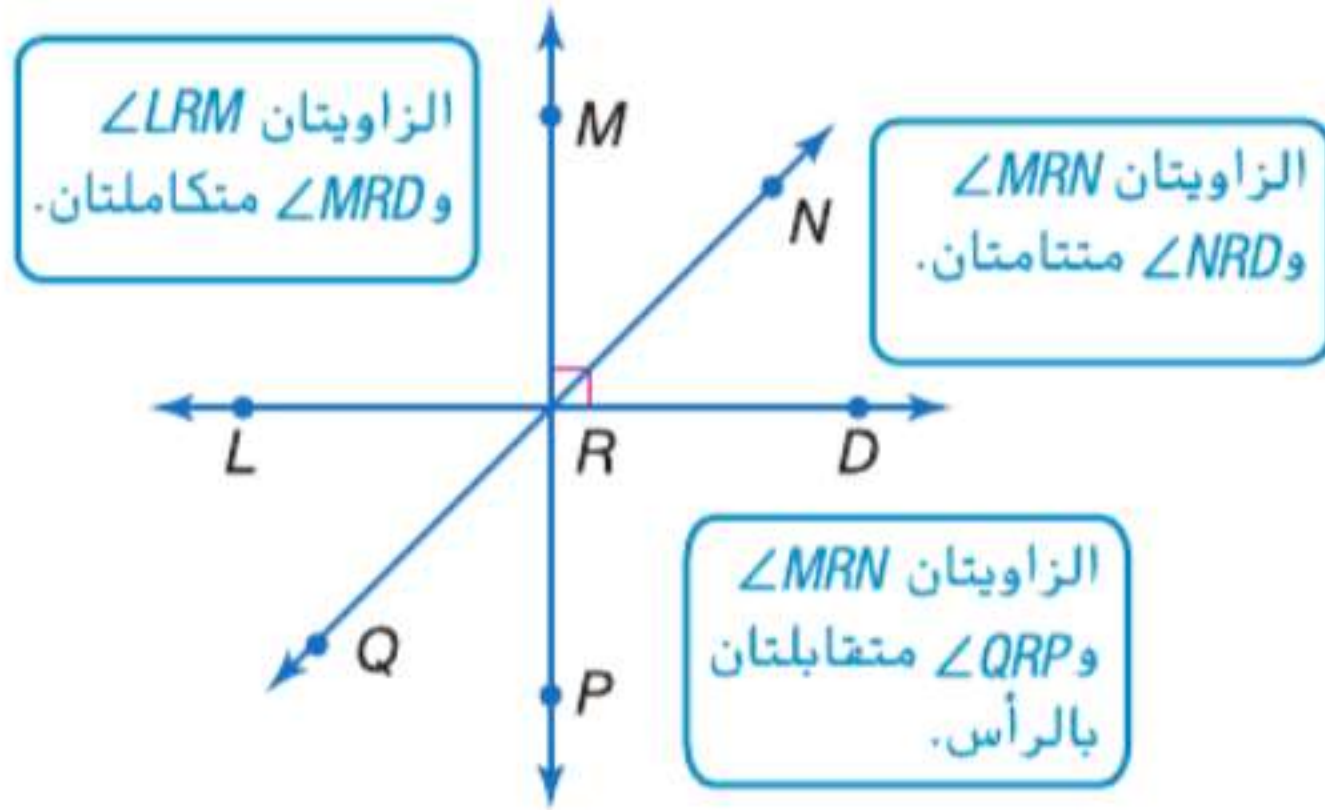 الزاويتان ∠LRM
و∠MRD متكاملتان.
M
N
الزاويتان ∠MRN
و∠NRD متتامتان.
L
R
D
Q
P
الزاويتان ∠MRN
و∠QRP متقابلتان
بالرأس.